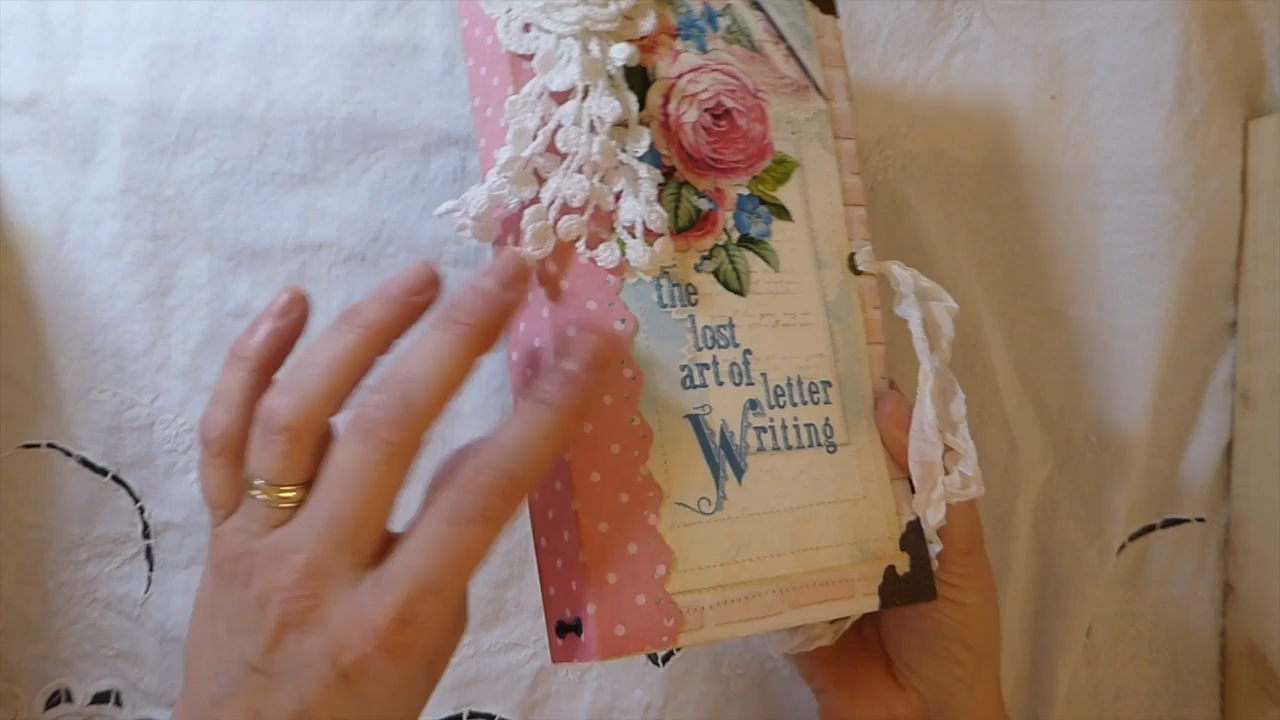 the
lost
art of
letter
Writing